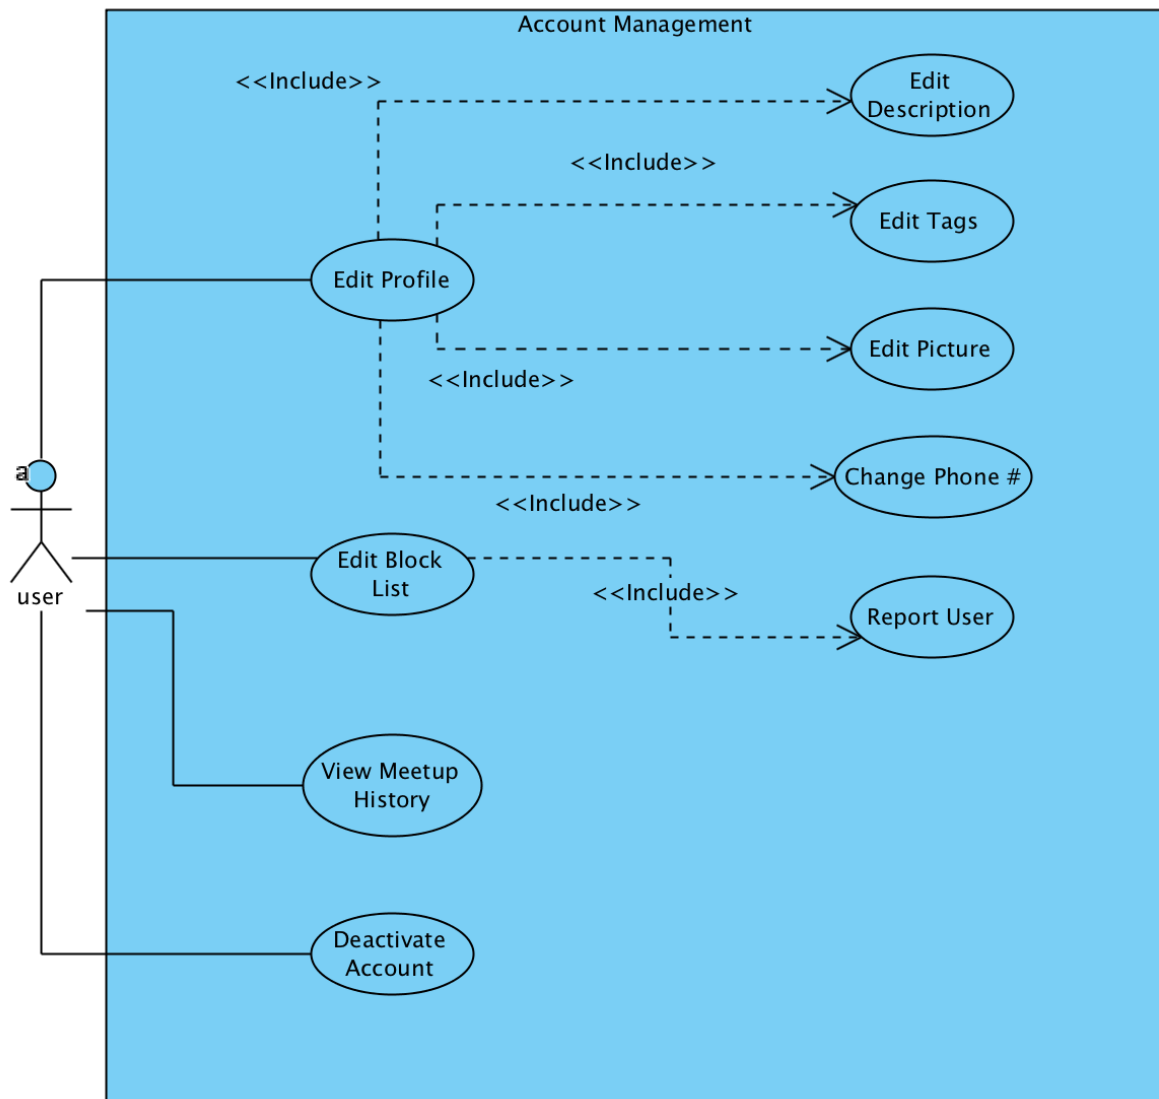 Account Management
<<Include>>
Edit
Description
<<Include>>
Edit Tags
Edit Profile
Edit Picture
<<Include>>
a
Change Phone #
<<Include>>
user
Edit Block
List
<<Include>>
Report User
View Meetup
History
Deactivate
Account